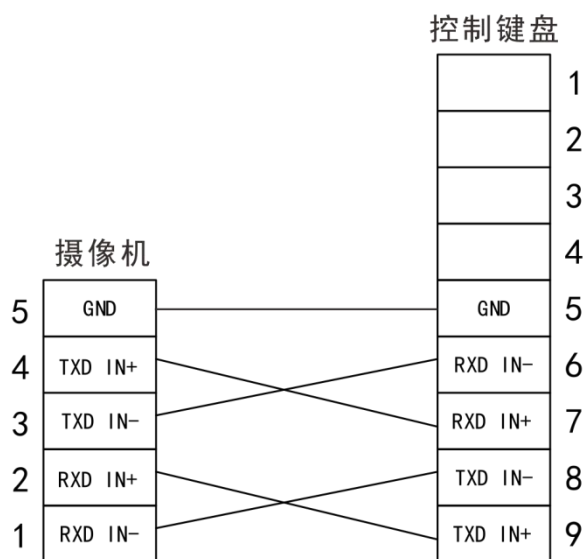 控制键盘
1
2
3
4
摄像机
5 GND GND 5
4 TXD IN+ RXD IN- 6
3 TXD IN- RXD IN+ 7
2 RXD IN+ TXD IN- 8
1 RXD IN- TXD IN+ 9